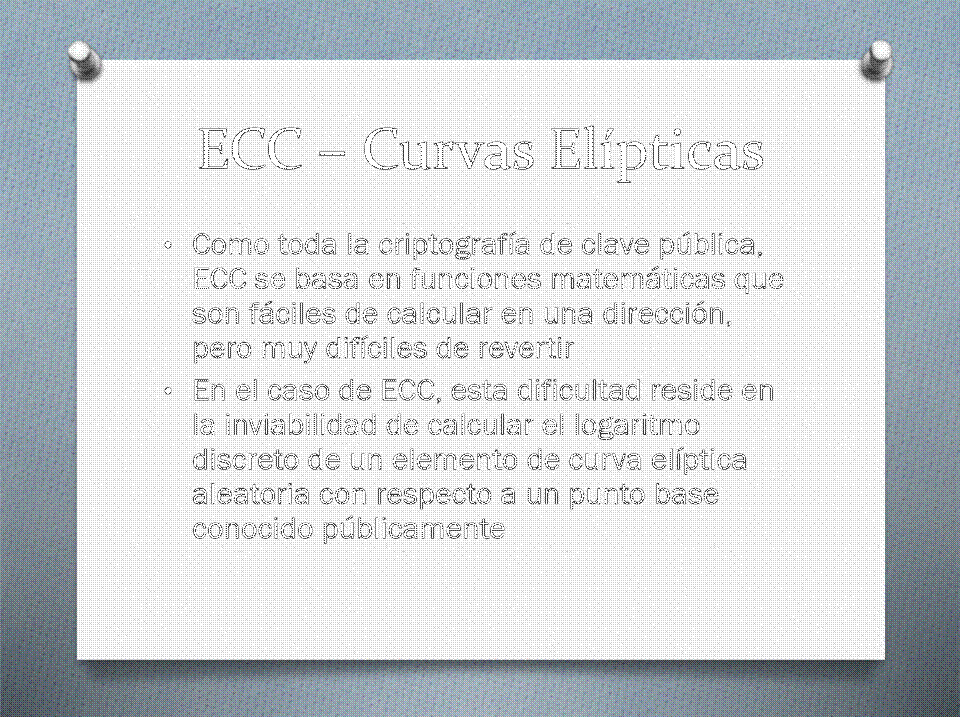 ECC – Curvas Elípticas
• Como toda la criptografía de clave pública,
ECC se basa en funciones matemáticas que
son fáciles de calcular en una dirección,
pero muy difíciles de revertir
• En el caso de ECC, esta dificultad reside en
la inviabilidad de calcular el logaritmo
discreto de un elemento de curva elíptica
aleatoria con respecto a un punto base
conocido públicamente